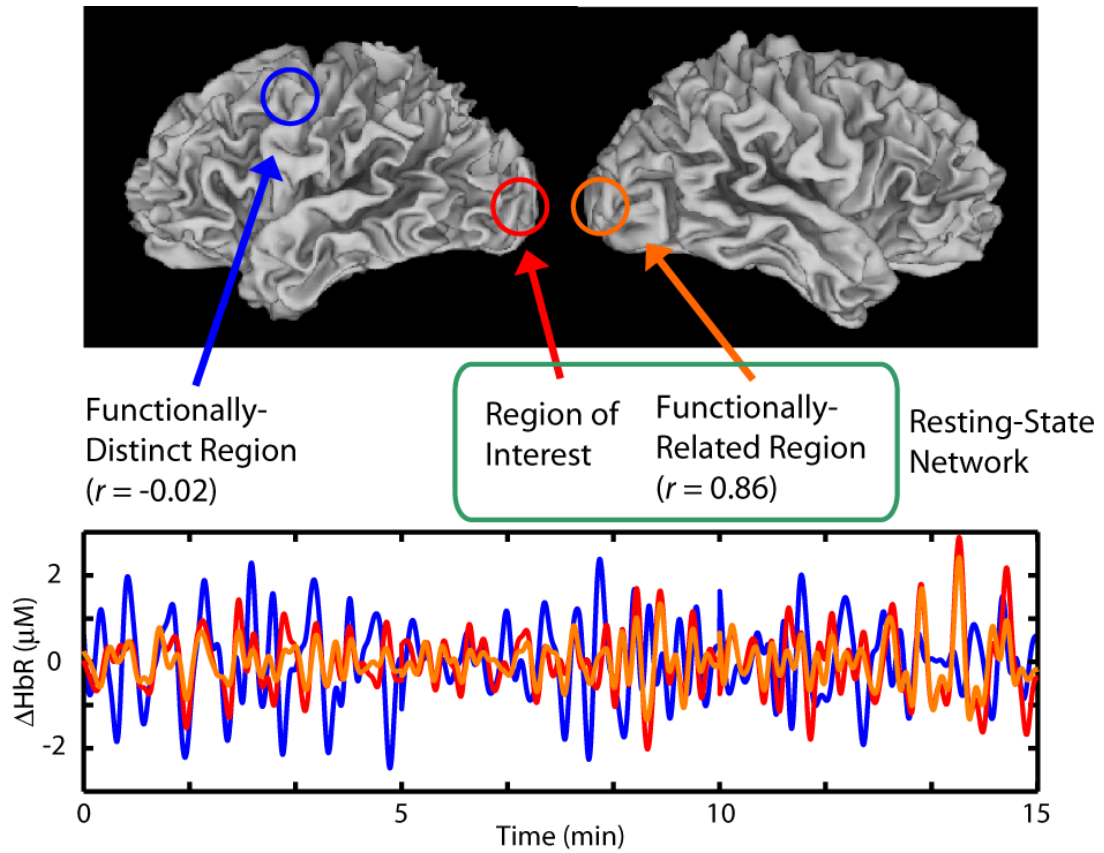 Functionally-
Distinct Region
(r = -0.02)
Region of
Interest
Functionally-
Related Region
(r = 0.86)
Resting-State
Network
ΔHbR (μM)
2
0
-2
0
5
10
15
Time (min)